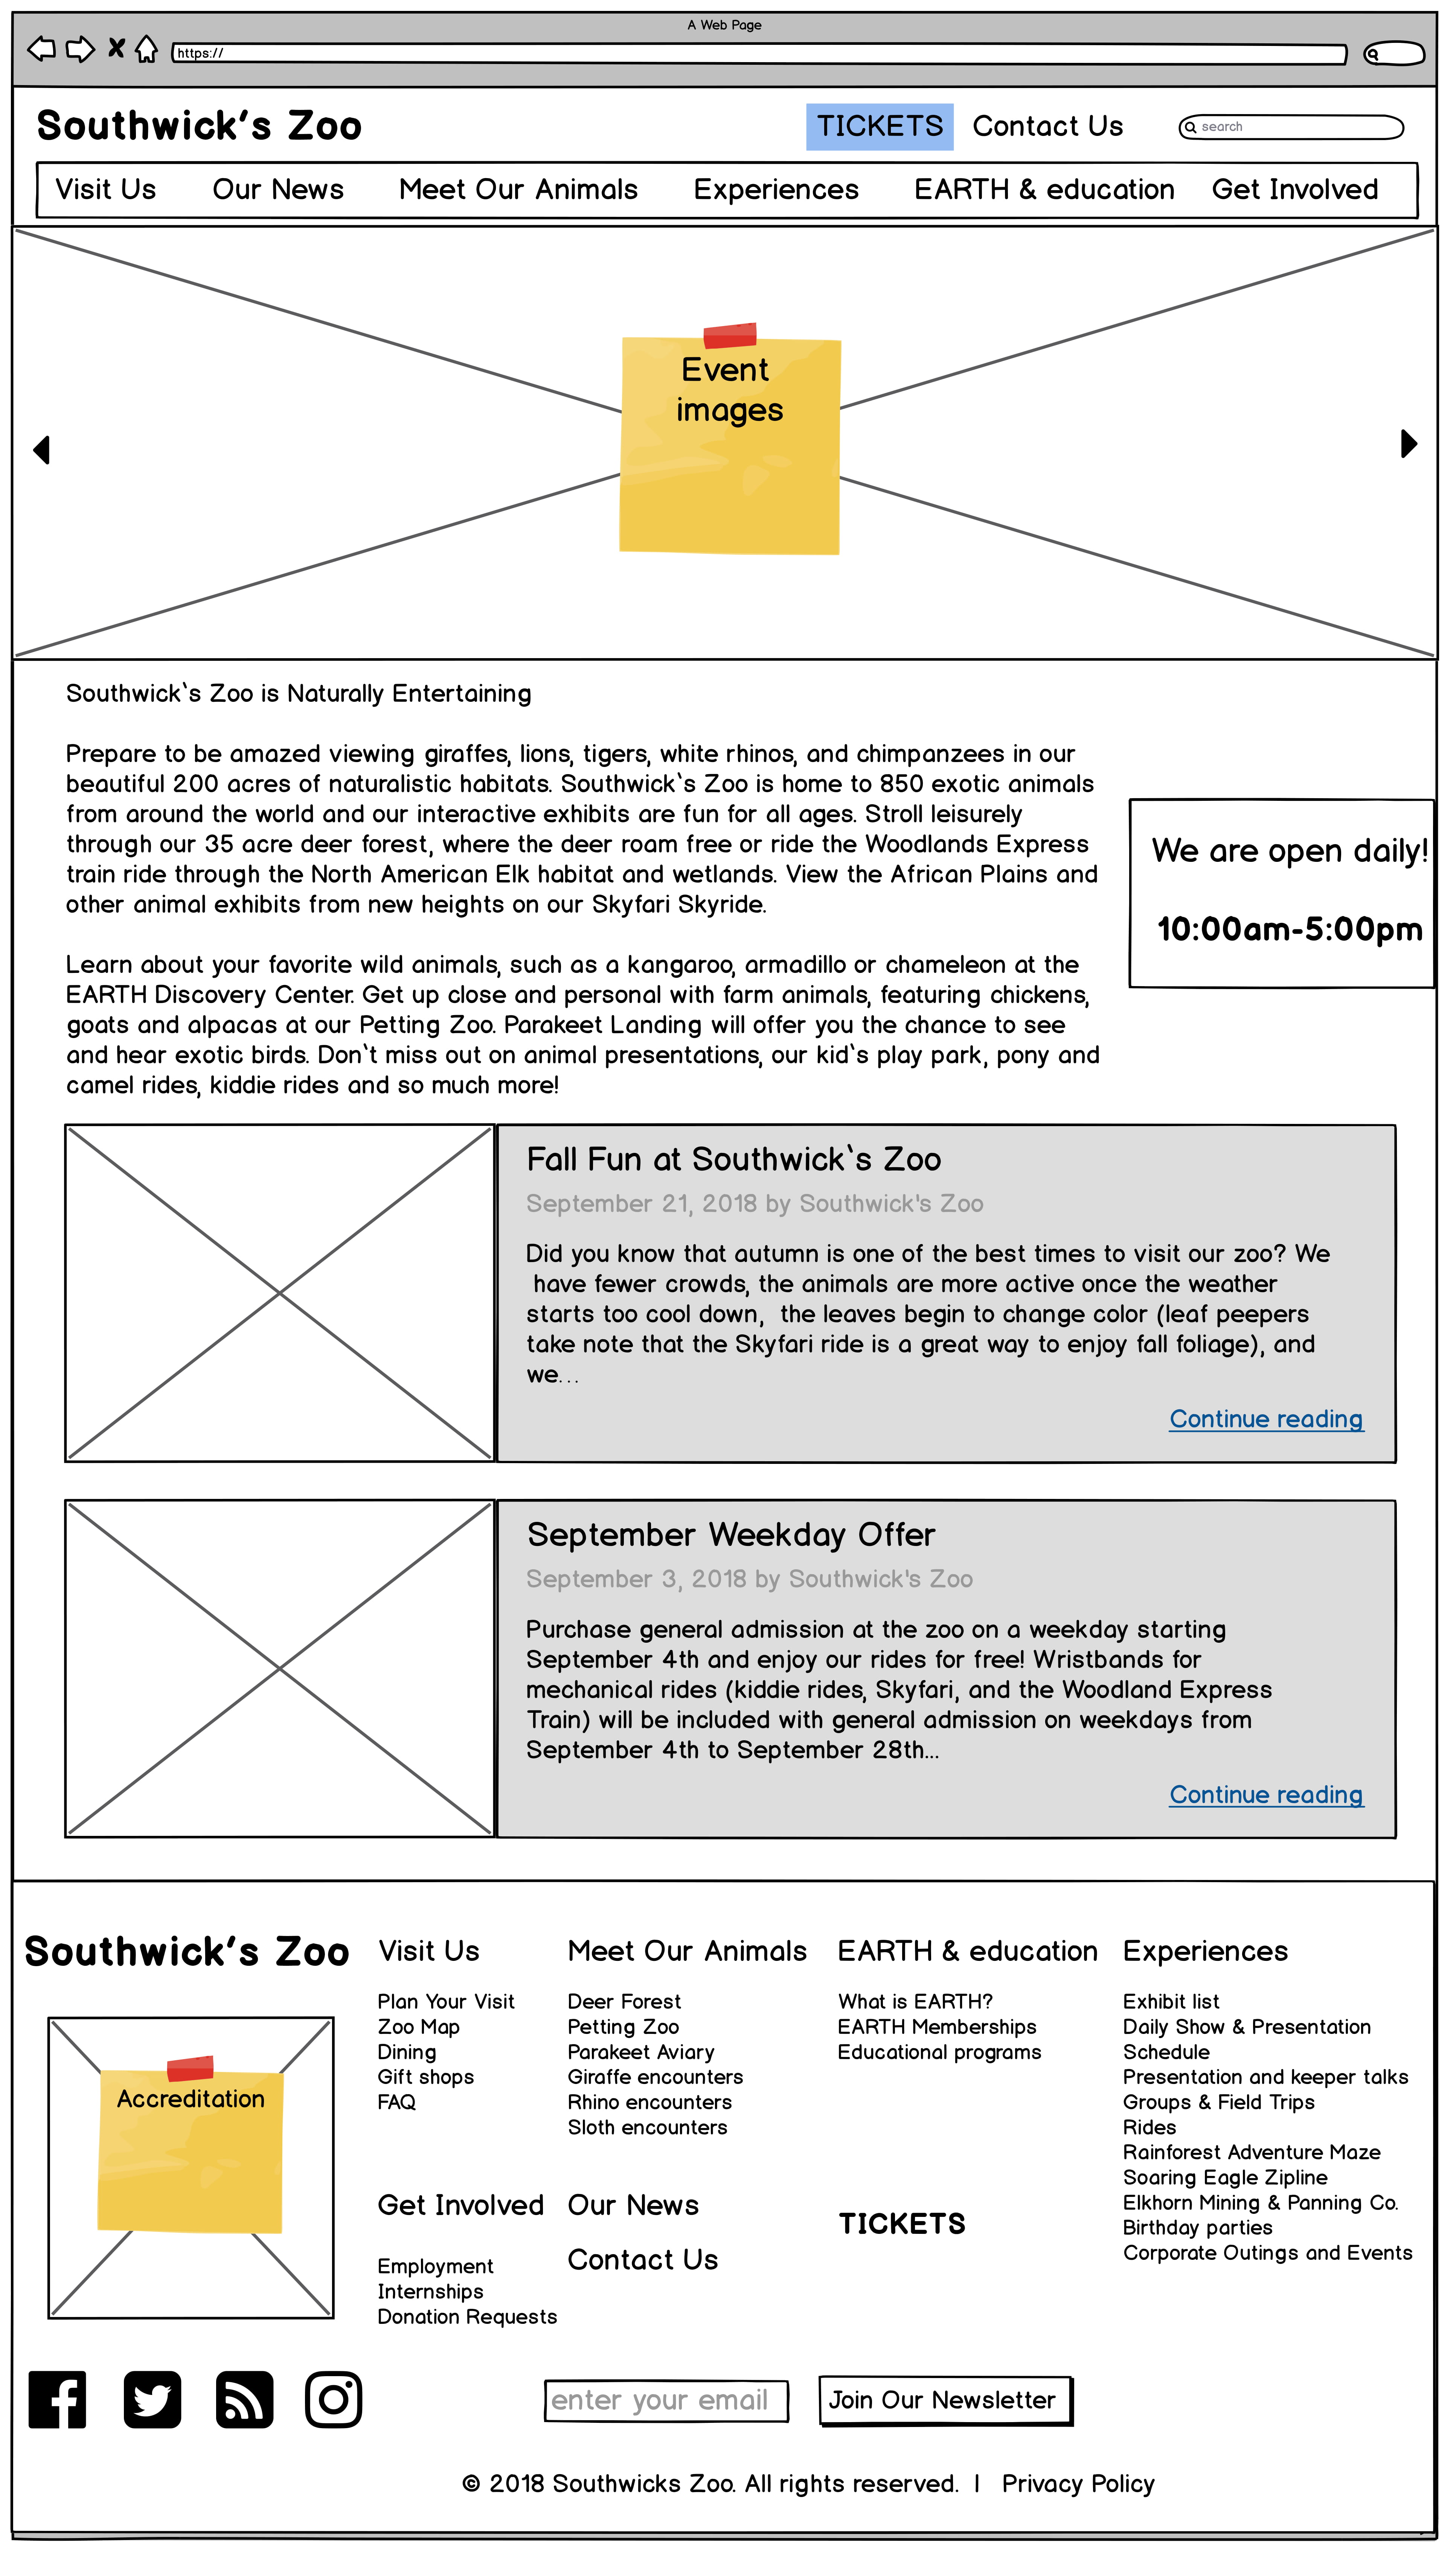 A Web Page
https://
Southwick's Zoo
TICKETS
Contact Us
search
Visit Us
Our News
Meet Our Animals
Experiences
EARTH & education
Get Involved
Event
images
Southwick`s Zoo is Naturally Entertaining
Prepare to be amazed viewing giraffes, lions, tigers, white rhinos, and chimpanzees in our
beautiful 200 acres of naturalistic habitats. Southwick`s Zoo is home to 850 exotic animals
from around the world and our interactive exhibits are fun for all ages. Stroll leisurely
through our 35 acre deer forest, where the deer roam free or ride the Woodlands Express
train ride through the North American Elk habitat and wetlands. View the African Plains and
other animal exhibits from new heights on our Skyfari Skyride.
We are open daily!
10:00am-5:00pm
Learn about your favorite wild animals, such as a kangaroo, armadillo or chameleon at the
EARTH Discovery Center. Get up close and personal with farm animals, featuring chickens,
goats and alpacas at our Petting Zoo. Parakeet Landing will offer you the chance to see
and hear exotic birds. Don`t miss out on animal presentations, our kid`s play park, pony and
camel rides, kiddie rides and so much more!
Fall Fun at Southwick`s Zoo
September 21, 2018 by Southwick's Zoo
Did you know that autumn is one of the best times to visit our zoo? We
have fewer crowds, the animals are more active once the weather
starts too cool down,  the leaves begin to change color (leaf peepers
take note that the Skyfari ride is a great way to enjoy fall foliage), and
we...
Continue reading
September Weekday Offer
September 3, 2018 by Southwick's Zoo
Purchase general admission at the zoo on a weekday starting
September 4th and enjoy our rides for free! Wristbands for
mechanical rides (kiddie rides, Skyfari, and the Woodland Express
Train) will be included with general admission on weekdays from
September 4th to September 28th...
Continue reading
Southwick's Zoo
Accreditation
Visit Us
Plan Your Visit
Zoo Map
Dining
Gift shops
FAQ
Get Involved
Employment
Internships
Donation Requests
Meet Our Animals
Deer Forest
Petting Zoo
Parakeet Aviary
Giraffe encounters
Rhino encounters
Sloth encounters
Our News
Contact Us
EARTH & education
What is EARTH?
EARTH Memberships
Educational programs
TICKETS
Experiences
Exhibit list
Daily Show & Presentation
Schedule
Presentation and keeper talks
Groups & Field Trips
Rides
Rainforest Adventure Maze
Soaring Eagle Zipline
Elkhorn Mining & Panning Co.
Birthday parties
Corporate Outings and Events
enter your email
Join Our Newsletter
© 2018 Southwicks Zoo. All rights reserved.  |  Privacy Policy